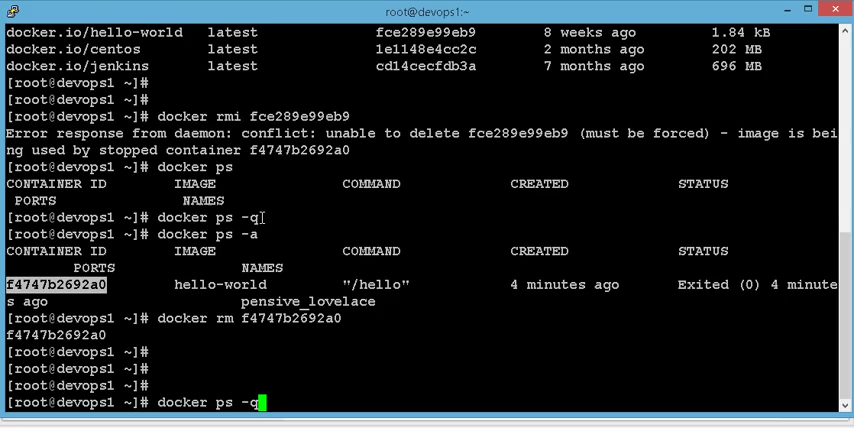 root@devops1:~
docker.io/hello-world   latest              fce289e99eb9        8 weeks ago         1.84 kB
docker.io/centos        latest              1e1148e4cc2c        2 months ago        202 MB
docker.io/jenkins       latest              cd14cecfdb3a        7 months ago        696 MB
[root@devops1 ~]#
[root@devops1 ~]#
[root@devops1 ~]# docker rmi fce289e99eb9
Error response from daemon: conflict: unable to delete fce289e99eb9 (must be forced) - image is bei
ng used by stopped container f4747b2692a0
[root@devops1 ~]# docker ps
CONTAINER ID        IMAGE               COMMAND             CREATED             STATUS
 PORTS               NAMES
[root@devops1 ~]# docker ps -q
[root@devops1 ~]# docker ps -a
CONTAINER ID        IMAGE               COMMAND             CREATED             STATUS
        PORTS               NAMES
f4747b2692a0        hello-world         "/hello"            4 minutes ago       Exited (0) 4 minute
s ago                       pensive_lovelace
[root@devops1 ~]# docker rm f4747b2692a0
f4747b2692a0
[root@devops1 ~]#
[root@devops1 ~]#
[root@devops1 ~]#
[root@devops1 ~]# docker ps -q